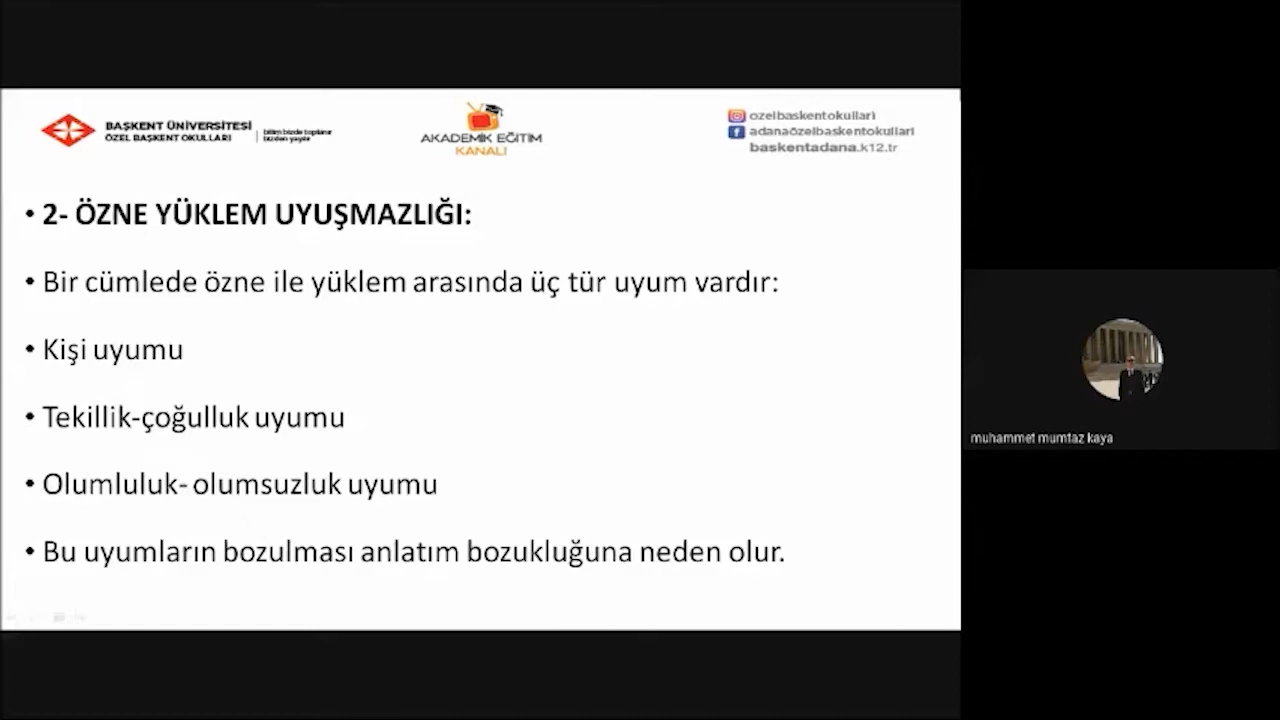 BAŞKENT ÜNİVERSİTESİ
ÖZEL BAŞKENT OKULLARI
bilim bizde toplanır
bizden yayılır
AKADEMİK EĞİTİM
KANALI
ozelbaskentokullari
adanaözelbaskentokullari
baskentadana.k12.tr
• 2- ÖZNE YÜKLEM UYUŞMAZLIĞI:
• Bir cümlede özne ile yüklem arasında üç tür uyum vardır:
• Kişi uyumu
• Tekillik-çoğulluk uyumu
• Olumluluk- olumsuzluk uyumu
• Bu uyumların bozulması anlatım bozukluğuna neden olur.
muhammet mumtaz kaya